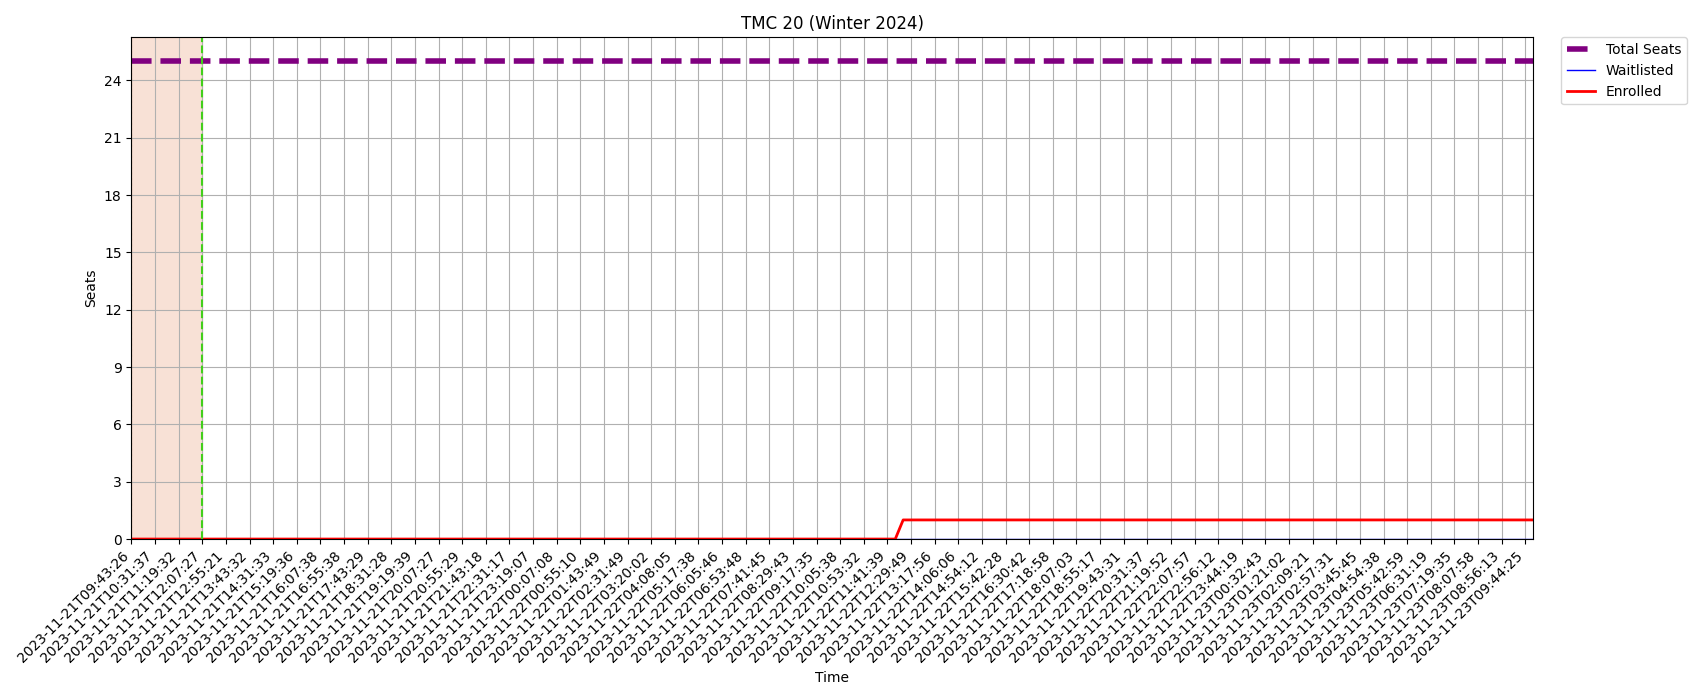 TMC 20 (Winter 2024)
Total Seats
Waitlisted
Enrolled
Seats
24
21
18
15
12
9
6
3
0
2023-11-21T09:43:26
2023-11-21T10:31:37
2023-11-21T11:19:32
2023-11-21T12:07:27
2023-11-21T12:55:21
2023-11-21T13:43:32
2023-11-21T14:31:33
2023-11-21T15:19:36
2023-11-21T16:07:38
2023-11-21T16:55:38
2023-11-21T17:43:29
2023-11-21T18:31:28
2023-11-21T19:19:39
2023-11-21T20:07:27
2023-11-21T20:55:29
2023-11-21T21:43:18
2023-11-21T22:31:17
2023-11-21T23:19:07
2023-11-22T00:07:08
2023-11-22T00:55:10
2023-11-22T01:43:49
2023-11-22T02:31:49
2023-11-22T03:20:02
2023-11-22T04:08:05
2023-11-22T05:17:38
2023-11-22T06:05:46
2023-11-22T06:53:48
2023-11-22T07:41:45
2023-11-22T08:29:43
2023-11-22T09:17:35
2023-11-22T10:05:38
2023-11-22T10:53:32
2023-11-22T11:41:39
2023-11-22T12:29:49
2023-11-22T13:17:56
2023-11-22T14:06:06
2023-11-22T14:54:12
2023-11-22T15:42:28
2023-11-22T16:30:42
2023-11-22T17:18:58
2023-11-22T18:07:03
2023-11-22T18:55:17
2023-11-22T19:43:31
2023-11-22T20:31:37
2023-11-22T21:19:52
2023-11-22T22:07:57
2023-11-22T22:56:12
2023-11-22T23:44:19
2023-11-23T00:32:43
2023-11-23T01:21:02
2023-11-23T02:09:21
2023-11-23T02:57:31
2023-11-23T03:45:45
2023-11-23T04:54:38
2023-11-23T05:42:59
2023-11-23T06:31:19
2023-11-23T07:19:35
2023-11-23T08:07:58
2023-11-23T08:56:13
2023-11-23T09:44:25
Time